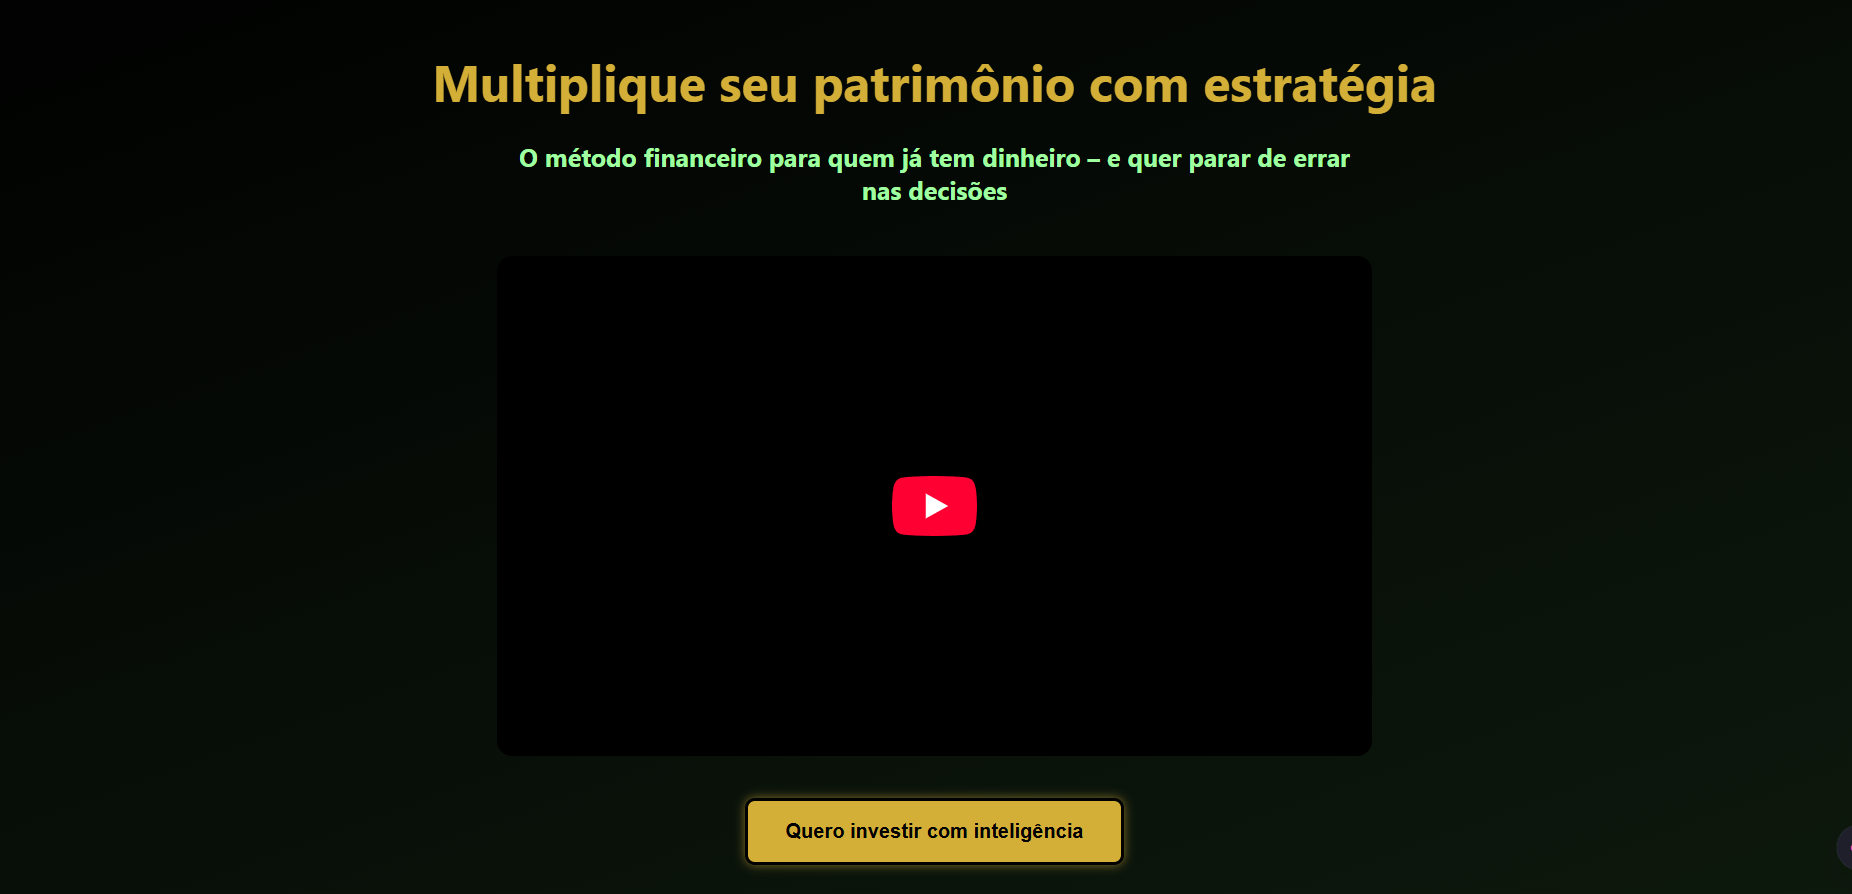 Multiplique seu patrimônio com estratégia
O método financeiro para quem já tem dinheiro – e quer parar de errar
nas decisões
Quero investir com inteligência